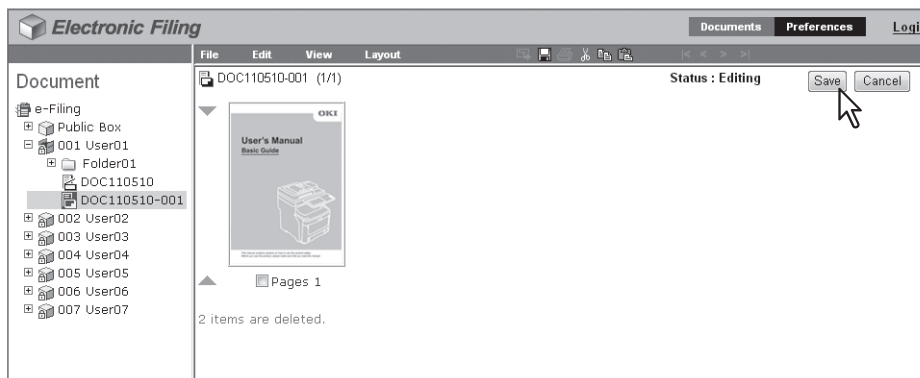 Electronic Filing
Documents Preferences Logi
File Edit View Layout |< < > >|
Document
DOC110510-001 (1/1) Status : Editing Save Cancel
e-Filing
Public Box
001 User01
Folder01
DOC110510
DOC110510-001
002 User02
003 User03
004 User04
005 User05
006 User06
007 User07
OKI
User's Manual
Basic Guide
Pages 1
2 items are deleted.